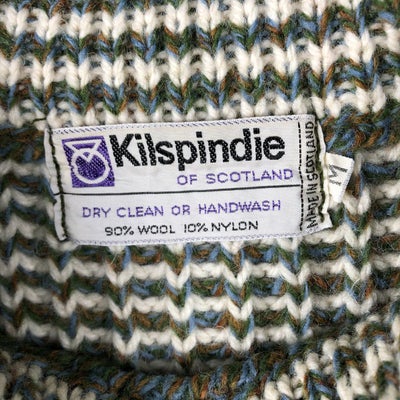 Kilspindie
OF SCOTLAND
DRY CLEAN OR HANDWASH
90% WOOL 10% NYLON
MADE IN SCOTLAND
M